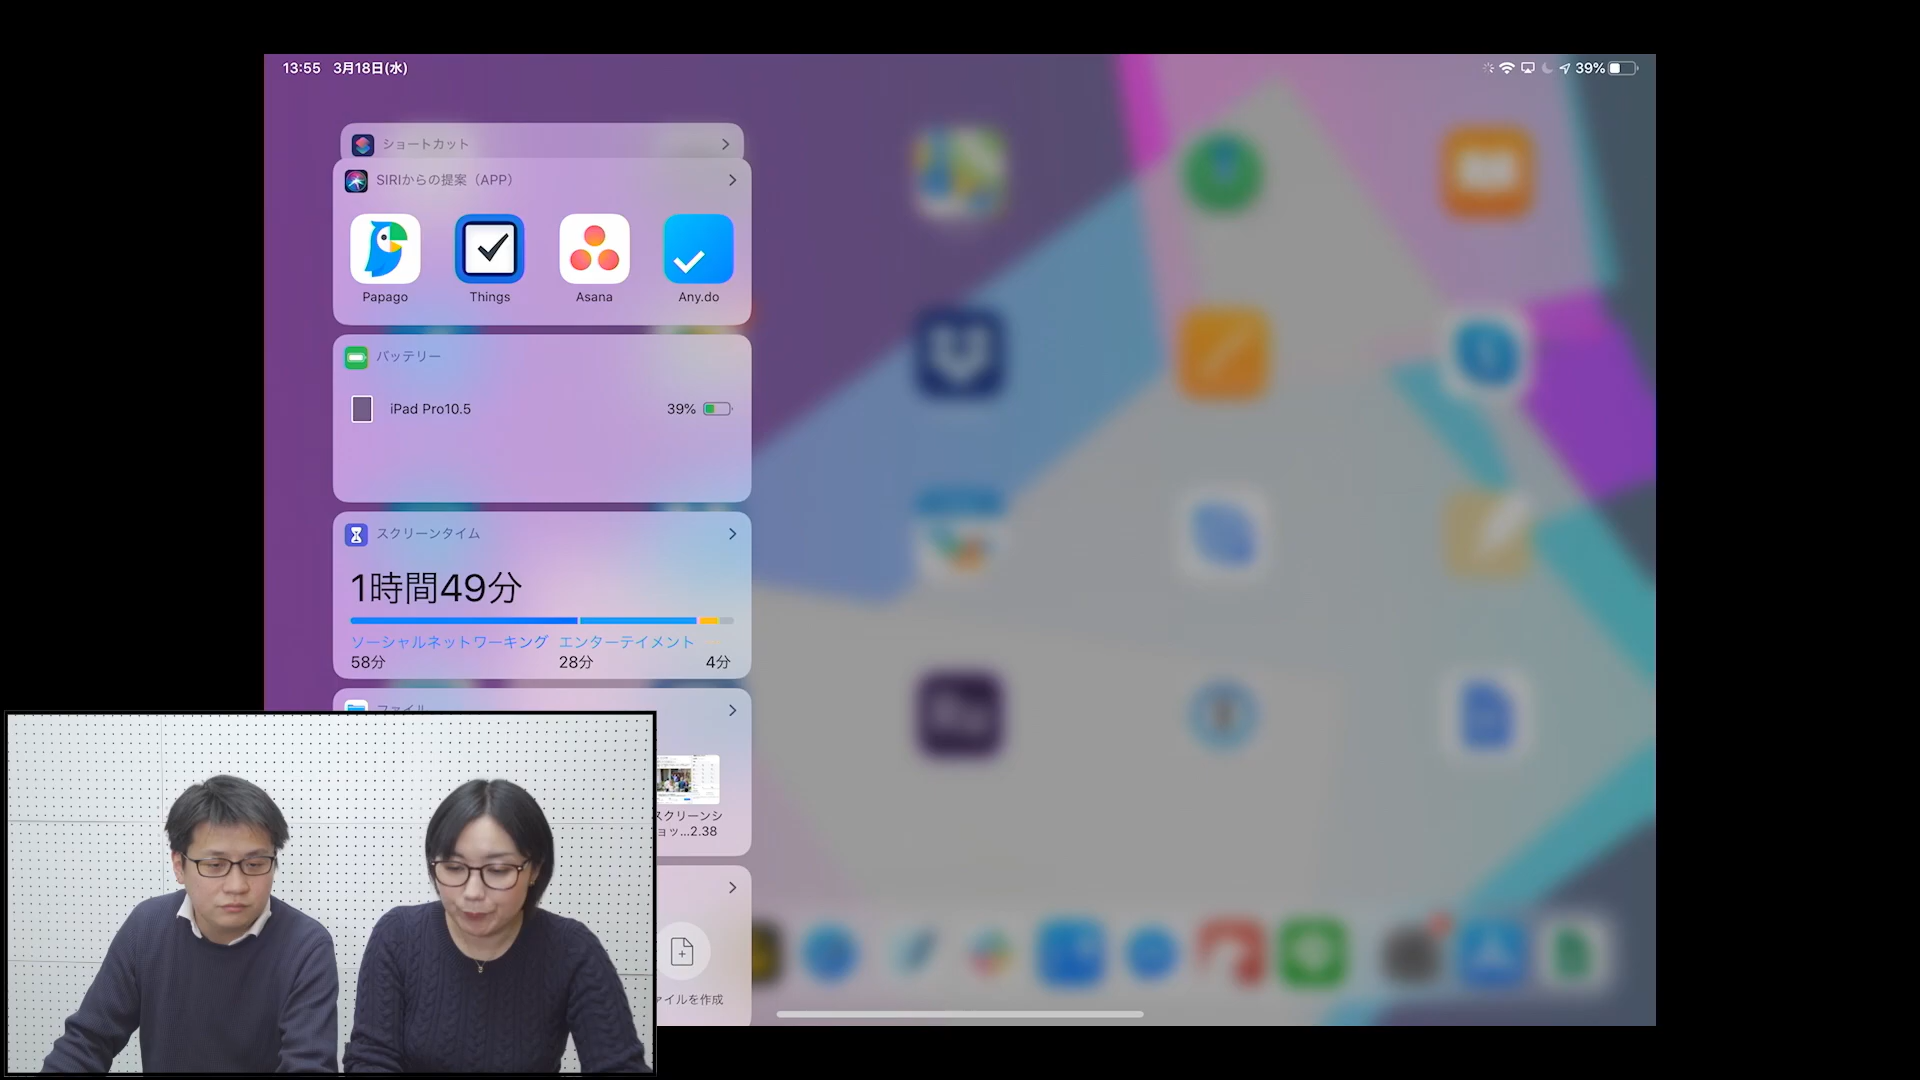 13:55 3月18日(水)
39%
ショートカット
SIRIからの提案（APP）
Papago
Things
Asana
Any.do
バッテリー
iPad Pro10.5
39%
スクリーンタイム
1時間49分
ソーシャルネットワーキング
エンターテイメント
58分
28分
4分
ファイル
スクリーンシ
ョッ...2.38
ァイルを作成